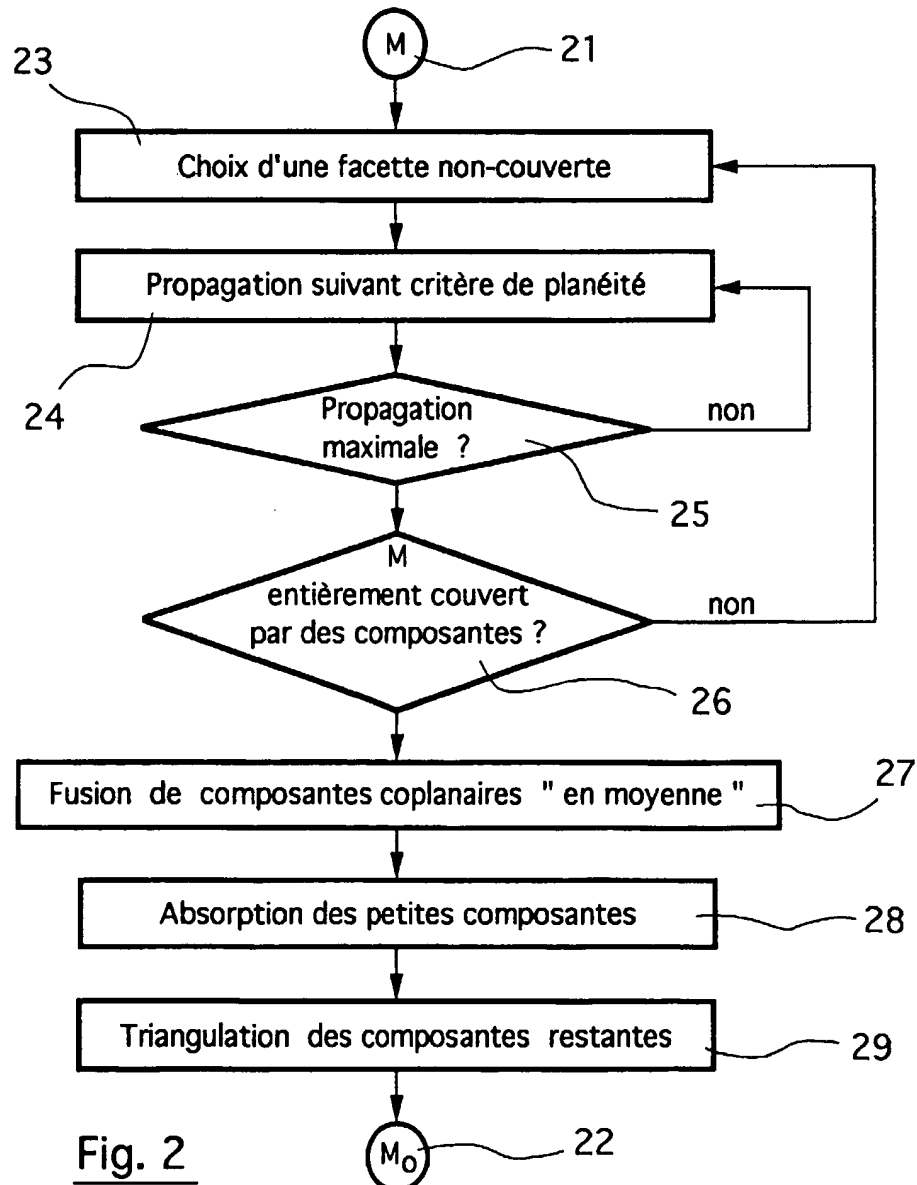 M
21
23
Choix d'une facette non-couverte
Propagation suivant critère de planéité
24
Propagation
maximale ?
non
25
M
entièrement couvert
par des composantes ?
non
26
Fusion de composantes coplanaires " en moyenne "
27
Absorption des petites composantes
28
Triangulation des composantes restantes
29
Fig. 2
M₀
22